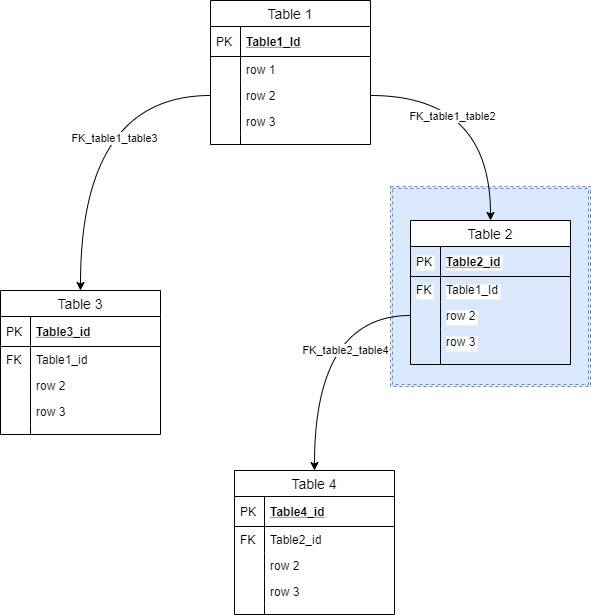 Table 1
PK Table1_Id
row 1
row 2
row 3
FK_table1_table3
FK_table1_table2
Table 2
PK Table2_id
FK Table1_Id
row 2
row 3
Table 3
PK Table3_id
FK Table1_id
row 2
row 3
FK_table2_table4
Table 4
PK Table4_id
FK Table2_id
row 2
row 3